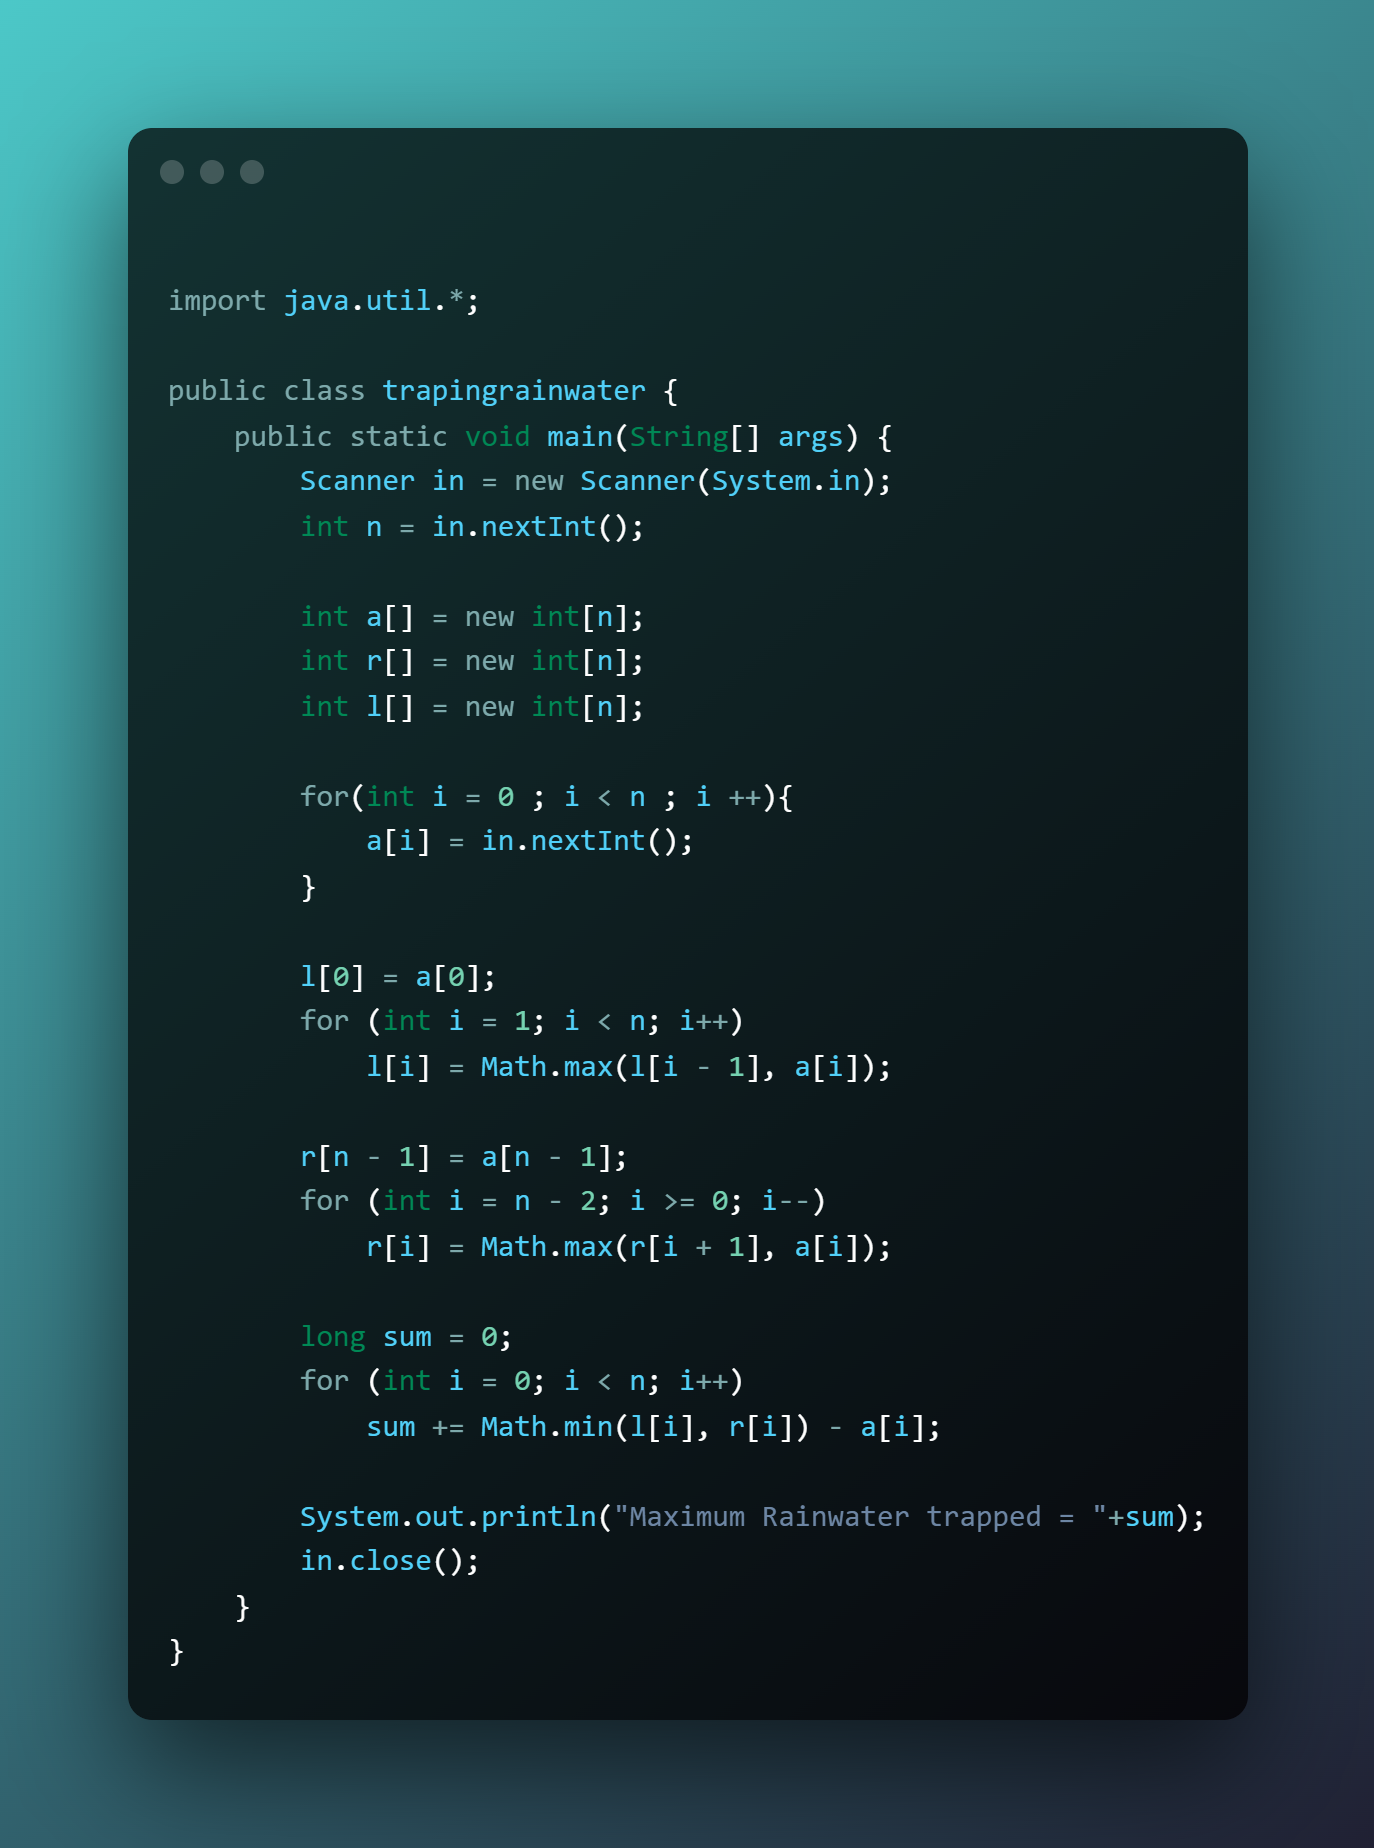 import java.util.*;
public class trapingrainwater {
    public static void main(String[] args) {
        Scanner in = new Scanner(System.in);
        int n = in.nextInt();
        int a[] = new int[n];
        int r[] = new int[n];
        int l[] = new int[n];
        for(int i = 0 ; i < n ; i ++){
            a[i] = in.nextInt();
        }
        l[0] = a[0];
        for (int i = 1; i < n; i++)
            l[i] = Math.max(l[i - 1], a[i]);
        r[n - 1] = a[n - 1];
        for (int i = n - 2; i >= 0; i--)
            r[i] = Math.max(r[i + 1], a[i]);
        long sum = 0;
        for (int i = 0; i < n; i++)
            sum += Math.min(l[i], r[i]) - a[i];
        System.out.println("Maximum Rainwater trapped = "+sum);
        in.close();
    }
}